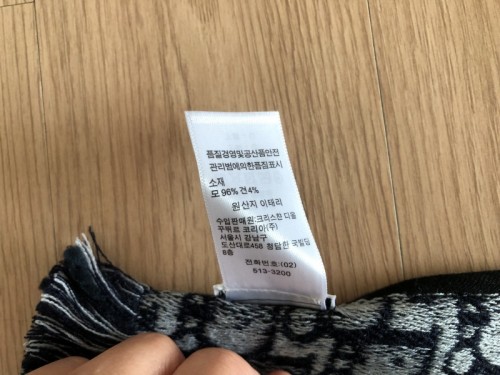 품질경영및공산품안전
관리법에의한품질표시
소재
모 96% 견 4%
원산지 이태리
수입판매원:크리스챤 디올
꾸뛰르 코리아(주)
서울시 강남구
도산대로458 청담한 국빌딩
8층
전화번호:(02)
513-3200